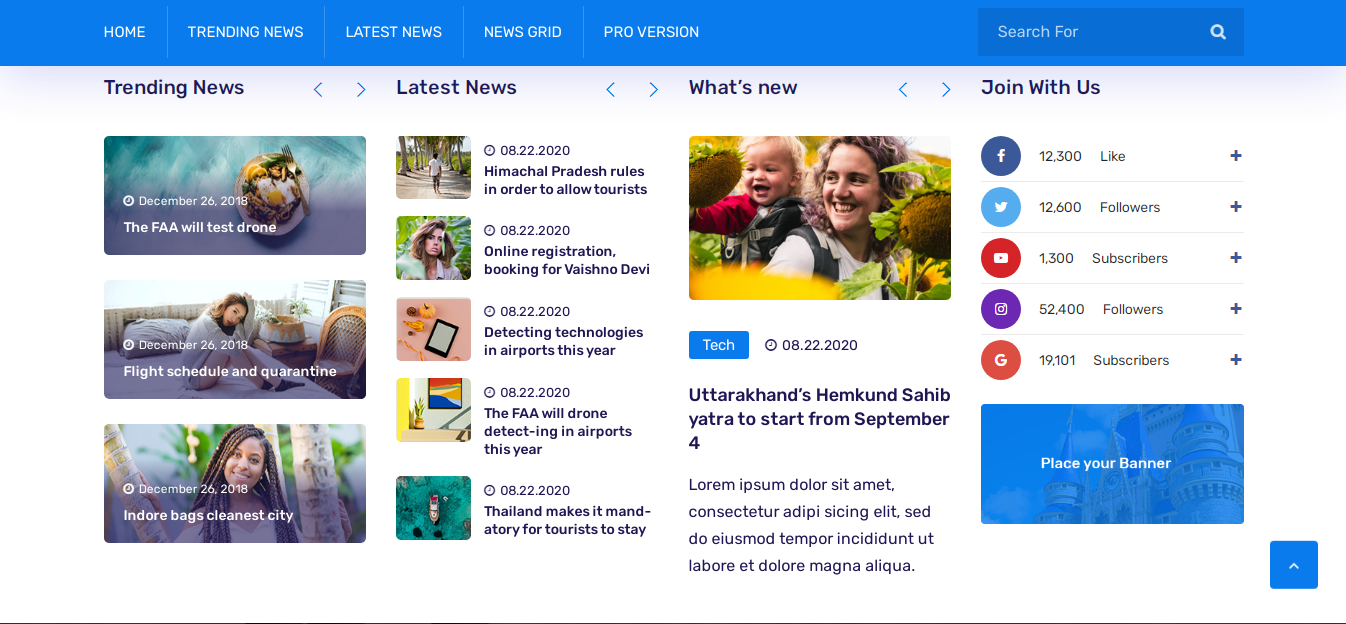 HOME
TRENDING NEWS
LATEST NEWS
NEWS GRID
PRO VERSION
Search For
Trending News
December 26, 2018
The FAA will test drone
December 26, 2018
Flight schedule and quarantine
December 26, 2018
Indore bags cleanest city
Latest News
08.22.2020
Himachal Pradesh rules
in order to allow tourists
08.22.2020
Online registration,
booking for Vaishno Devi
08.22.2020
Detecting technologies
in airports this year
08.22.2020
The FAA will drone
detect-ing in airports
this year
08.22.2020
Thailand makes it mand-
atory for tourists to stay
What’s new
Tech
08.22.2020
Uttarakhand’s Hemkund Sahib
yatra to start from September
4
Lorem ipsum dolor sit amet,
consectetur adipi sicing elit, sed
do eiusmod tempor incididunt ut
labore et dolore magna aliqua.
Join With Us
12,300 Like
12,600 Followers
1,300 Subscribers
52,400 Followers
19,101 Subscribers
Place your Banner